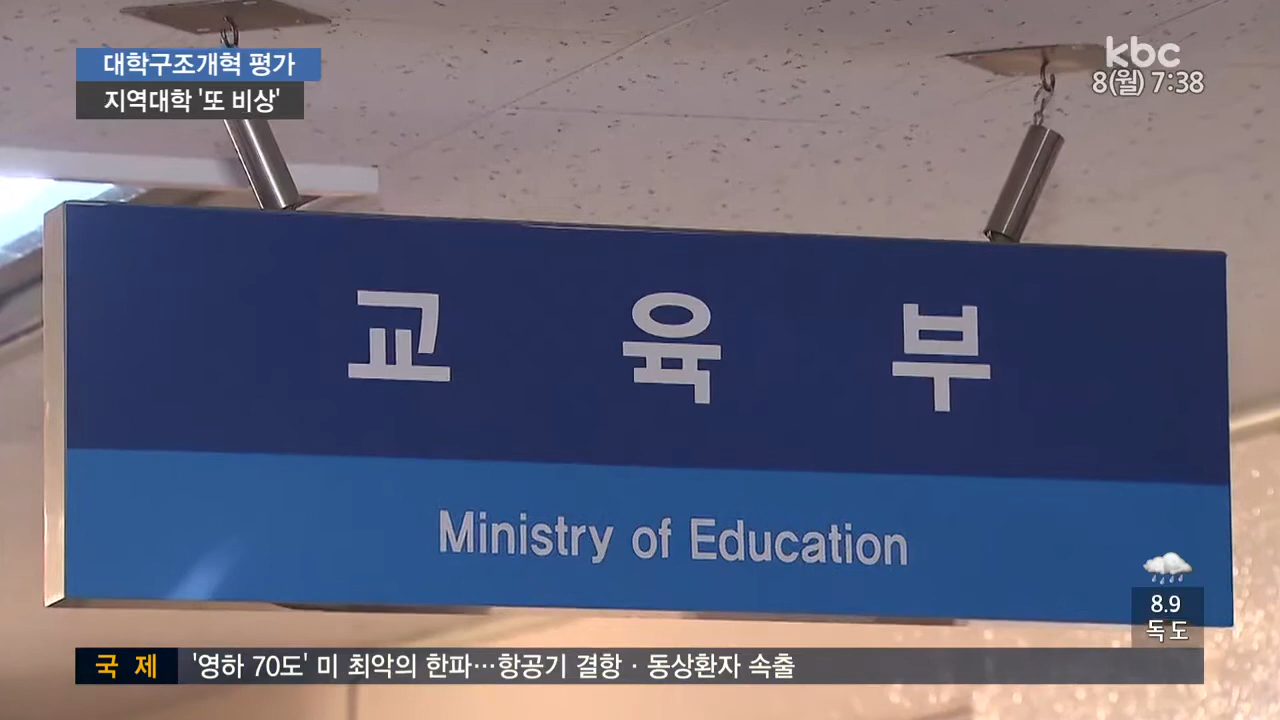 대학구조개혁 평가
지역대학 '또 비상'
kbc
8(월) 7:38
교 육 부
Ministry of Education
8.9
독도
국 제
'영하 70도' 미 최악의 한파…항공기 결항·동상환자 속출